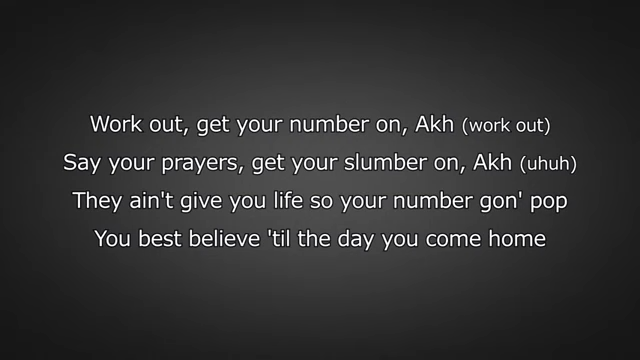 Work out, get your number on, Akh (work out)
Say your prayers, get your slumber on, Akh (uhuh)
They ain't give you life so your number gon' pop
You best believe 'til the day you come home